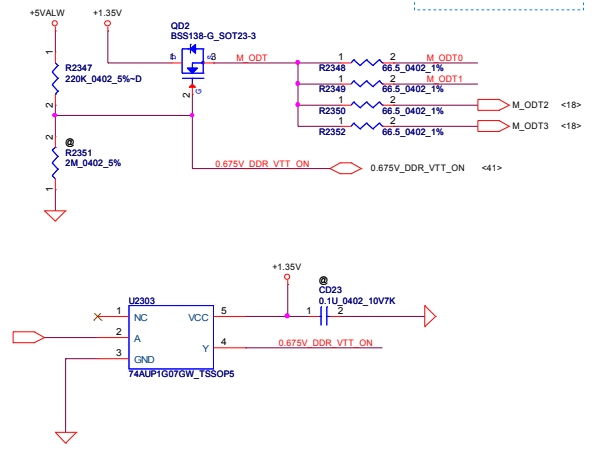 +5VALW
+1.35V
QD2
BSS138-G_SOT23-3
1
3
M_ODT
1
2
M_ODT0
R2348
66.5_0402_1%
1
R2347
220K_0402_5%~D
2
G
2
1
2
M_ODT1
R2349
66.5_0402_1%
1
2
R2350
66.5_0402_1%
M_ODT2
<18>
1
2
R2352
66.5_0402_1%
M_ODT3
<18>
2
@
R2351
2M_0402_5%
1
0.675V_DDR_VTT_ON
0.675V_DDR_VTT_ON
<41>
+1.35V
@
CD23
0.1U_0402_10V7K
1
2
U2303
1
NC
VCC
5
2
A
3
GND
Y
4
0.675V_DDR_VTT_ON
74AUP1G07GW_TSSOP5